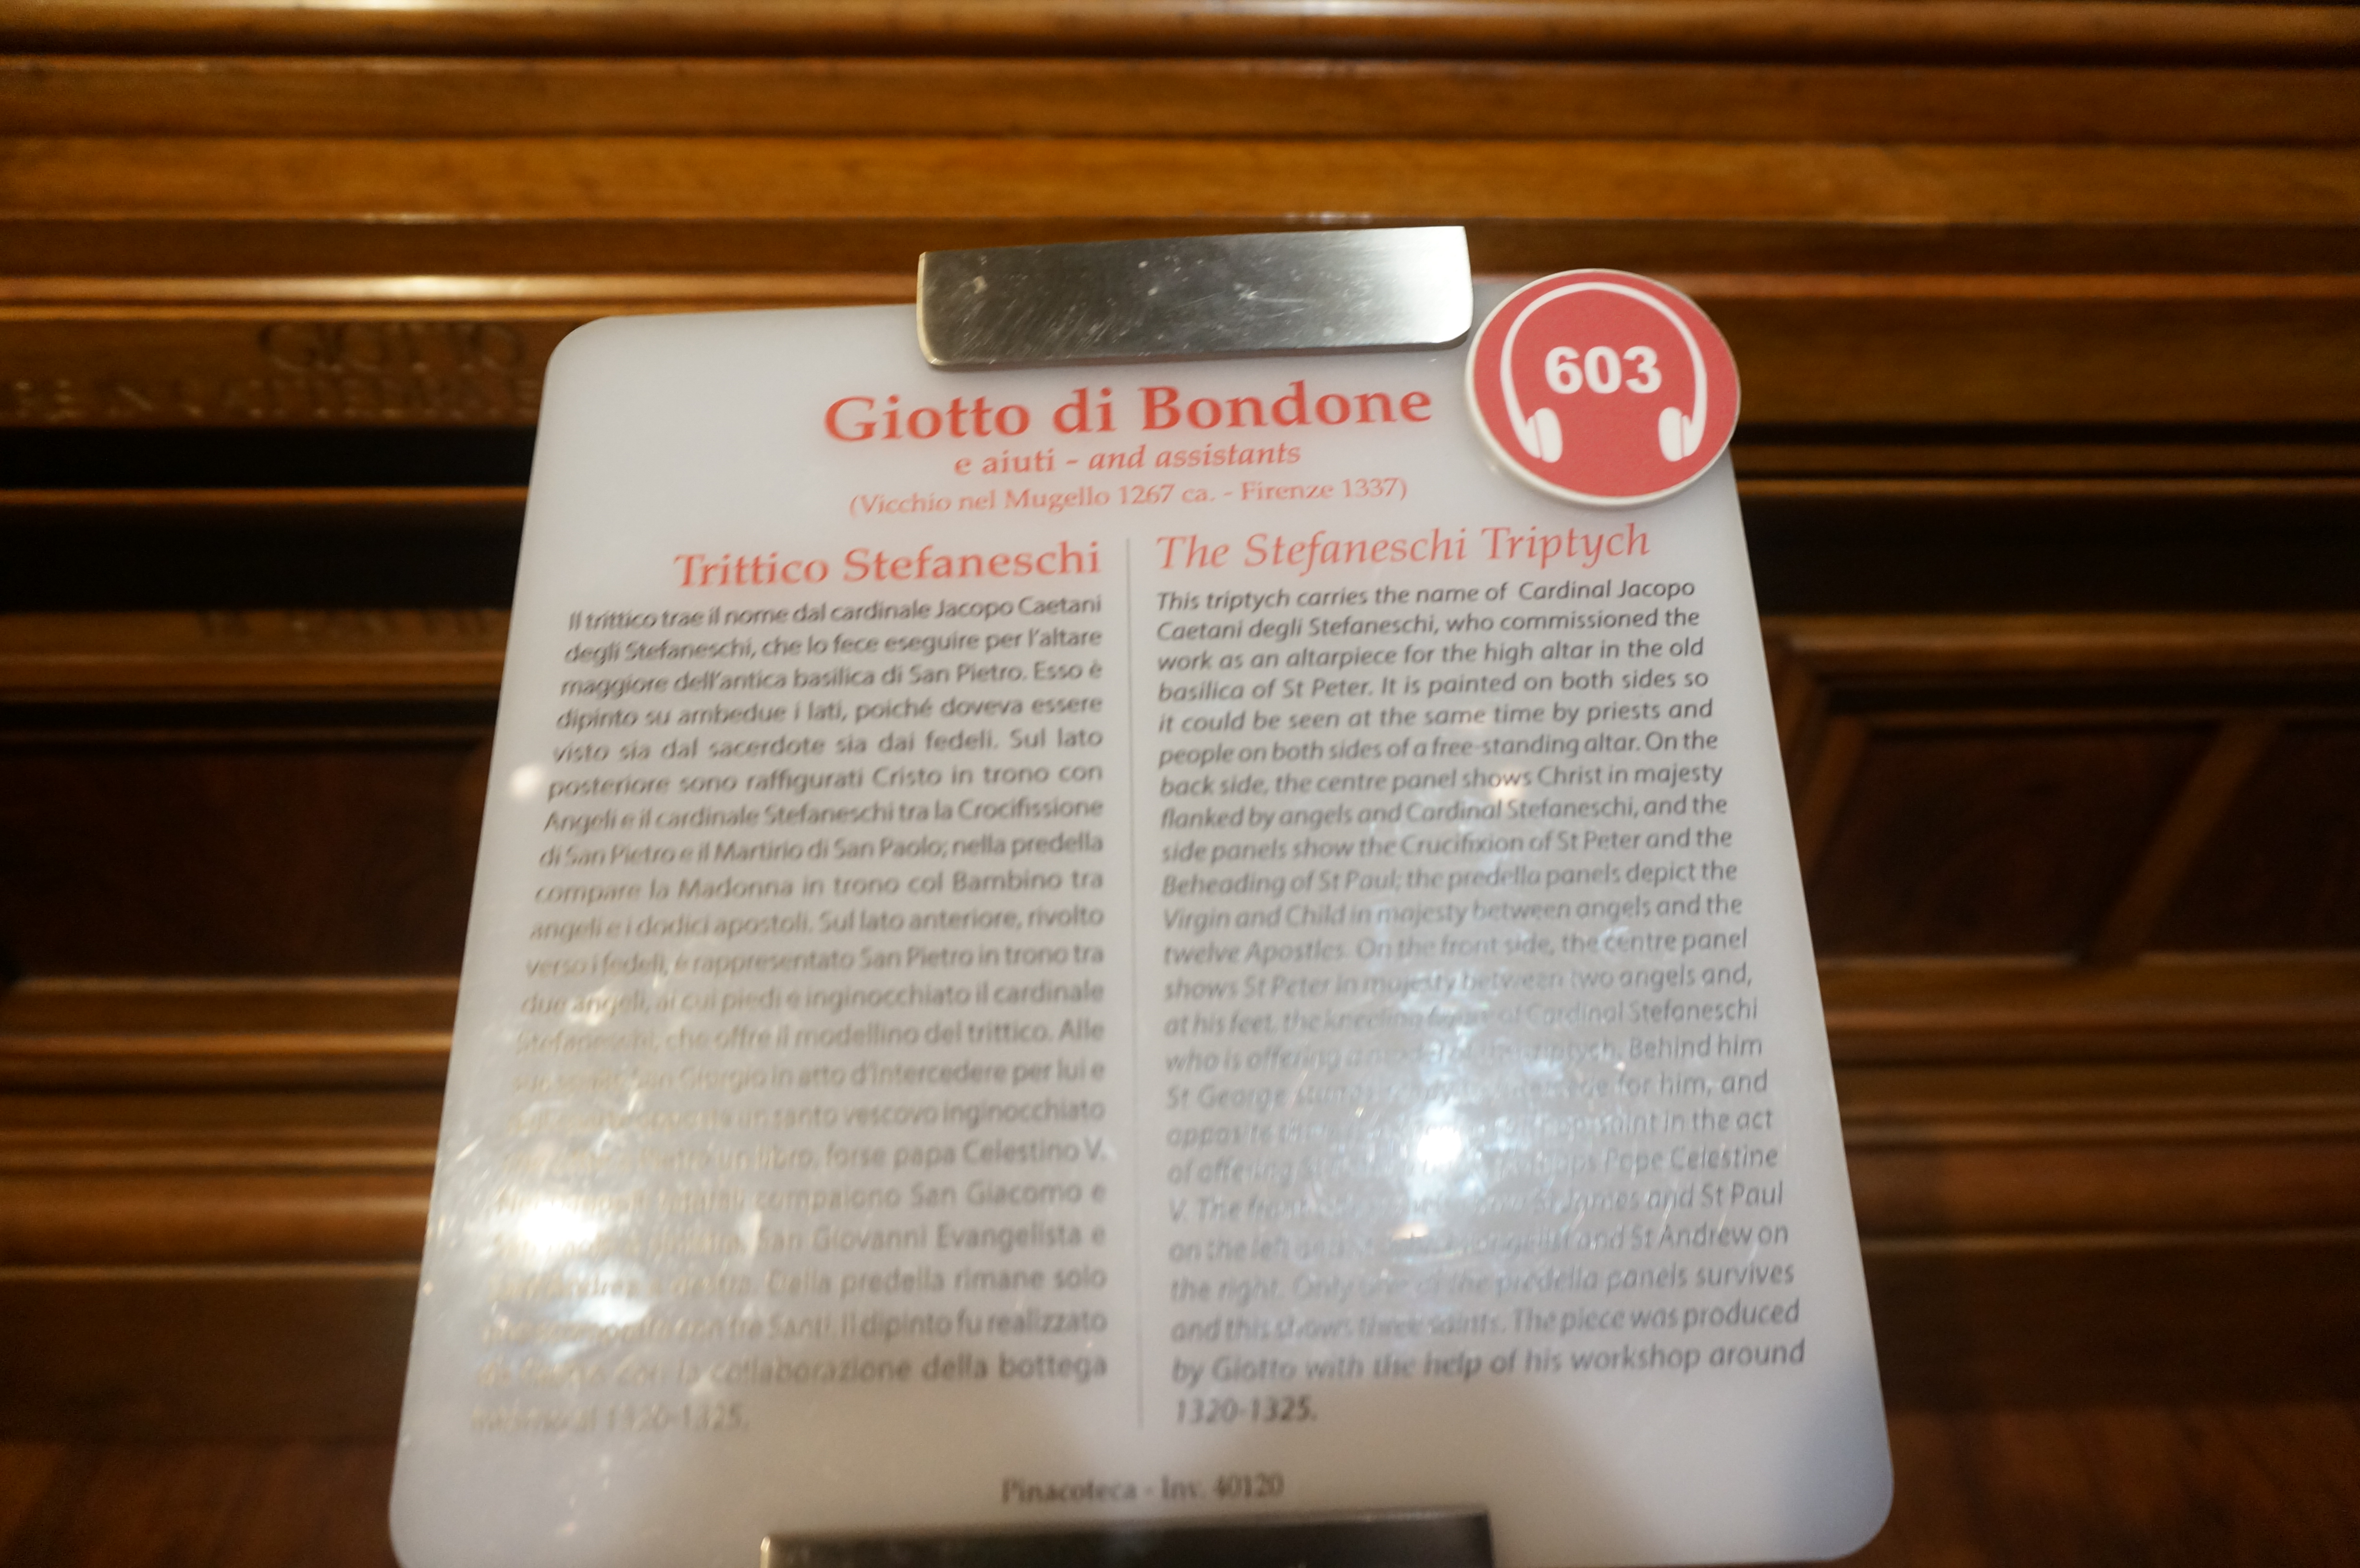 GIOTTO
603
Giotto di Bondone
e aiuti - and assistants
(Vicchio nel Mugello 1267 ca. - Firenze 1337)
Trittico Stefaneschi
Il trittico trae il nome dal cardinale Jacopo Caetani
degli Stefaneschi, che lo fece eseguire per l'altare
maggiore dell'antica basilica di San Pietro. Esso è
dipinto su ambedue i lati, poiché doveva essere
visto sia dal sacerdote sia dai fedeli. Sul lato
posteriore sono raffigurati Cristo in trono con
Angeli e il cardinale Stefaneschi tra la Crocifissione
di San Pietro e il Martirio di San Paolo; nella predella
compare la Madonna in trono col Bambino tra
angeli e i dodici apostoli. Sul lato anteriore, rivolto
verso i fedeli, è rappresentato San Pietro in trono tra
due angeli, ai cui piedi è inginocchiato il cardinale
Stefaneschi, che offre il modellino del trittico. Alle
San Giorgio in atto d'intercedere per lui e
un santo vescovo inginocchiato
un libro, forse papa Celestino V.
compaiono San Giacomo e
San Giovanni Evangelista e
destra. Della predella rimane solo
con tre Santi. Il dipinto fu realizzato
con la collaborazione della bottega
1320-1325.
The Stefaneschi Triptych
This triptych carries the name of Cardinal Jacopo
Caetani degli Stefaneschi, who commissioned the
work as an altarpiece for the high altar in the old
basilica of St Peter. It is painted on both sides so
it could be seen at the same time by priests and
people on both sides of a free-standing altar. On the
back side, the centre panel shows Christ in majesty
flanked by angels and Cardinal Stefaneschi, and the
side panels show the Crucifixion of St Peter and the
Beheading of St Paul; the predella panels depict the
Virgin and Child in majesty between angels and the
twelve Apostles. On the front side, the centre panel
shows St Peter in majesty between two angels and,
at his feet, the kneeling figure of Cardinal Stefaneschi
who is offering a model of the triptych. Behind him
St George for him, and
opposite saint in the act
of offering Pope Celestine
V. The St James and St Paul
on the left and St Andrew on
the right. Only one of the predella panels survives
and this shows three saints. The piece was produced
by Giotto with the help of his workshop around
1320-1325.
Pinacoteca - Inv. 40120